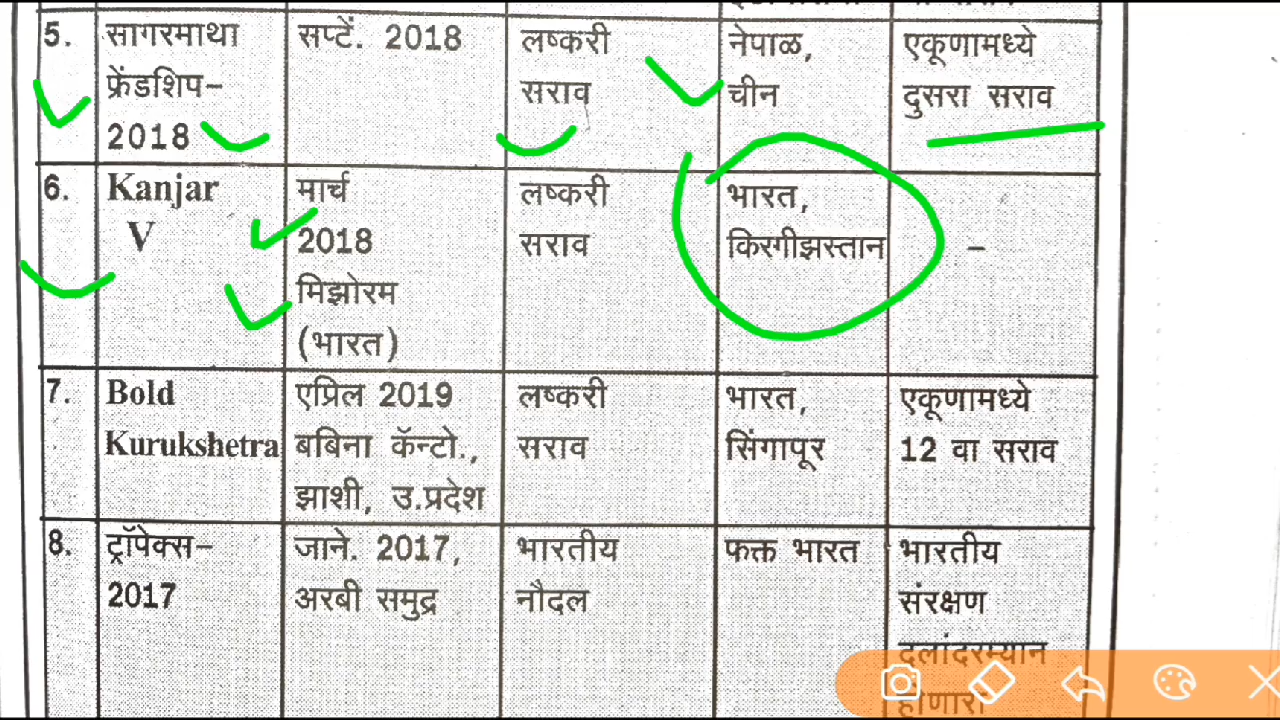 5. सागरमाथा सप्टें. 2018 लष्करी नेपाळ, एकूणामध्ये
फ्रेंडशिप– सराव चीन दुसरा सराव
2018
6. Kanjar मार्च लष्करी भारत,
V 2018 सराव किरगीझस्तान –
मिझोरम
(भारत)
7. Bold एप्रिल 2019 लष्करी भारत, एकूणामध्ये
Kurukshetra बबिना कॅन्टो., सराव सिंगापूर 12 वा सराव
झाशी, उ.प्रदेश
8. ट्रॉपेक्स– जाने. 2017, भारतीय फक्त भारत भारतीय
2017 अरबी समुद्र नौदल संरक्षण
दलांदरम्यान
होणारा